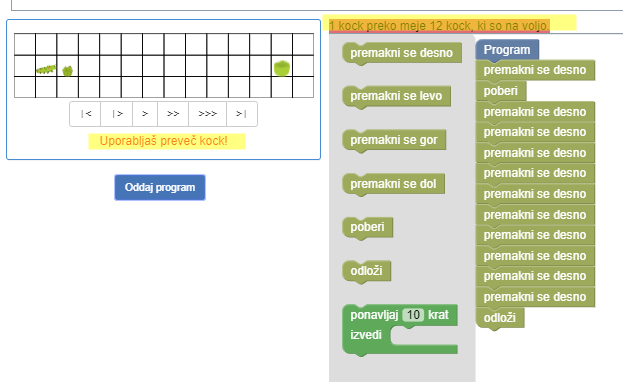 1 kock preko meje 12 kock, ki so na voljo
|<
|>
>
>>
>>>
>|
Uporabljaš preveč kock!
Oddaj program
premakni se desno
premakni se levo
premakni se gor
premakni se dol
poberi
odloži
ponavljaj 10 krat
izvedi
Program
premakni se desno
poberi
premakni se desno
premakni se desno
premakni se desno
premakni se desno
premakni se desno
premakni se desno
premakni se desno
premakni se desno
premakni se desno
premakni se desno
odloži